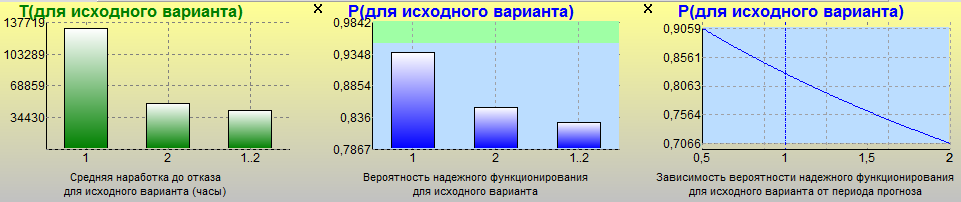 T(для исходного варианта)
137719
103289
68859
34430
1
2
1..2
Средняя наработка до отказа
для исходного варианта (часы)
x
P(для исходного варианта)
0,9842
0,9348
0,8854
0,836
0,7867
1
2
1..2
Вероятность надежного функционирования
для исходного варианта
x
P(для исходного варианта)
0,9059
0,8561
0,8063
0,7564
0,7066
0,5
1
1,5
2
Зависимость вероятности надежного функционирования
для исходного варианта от периода прогноза